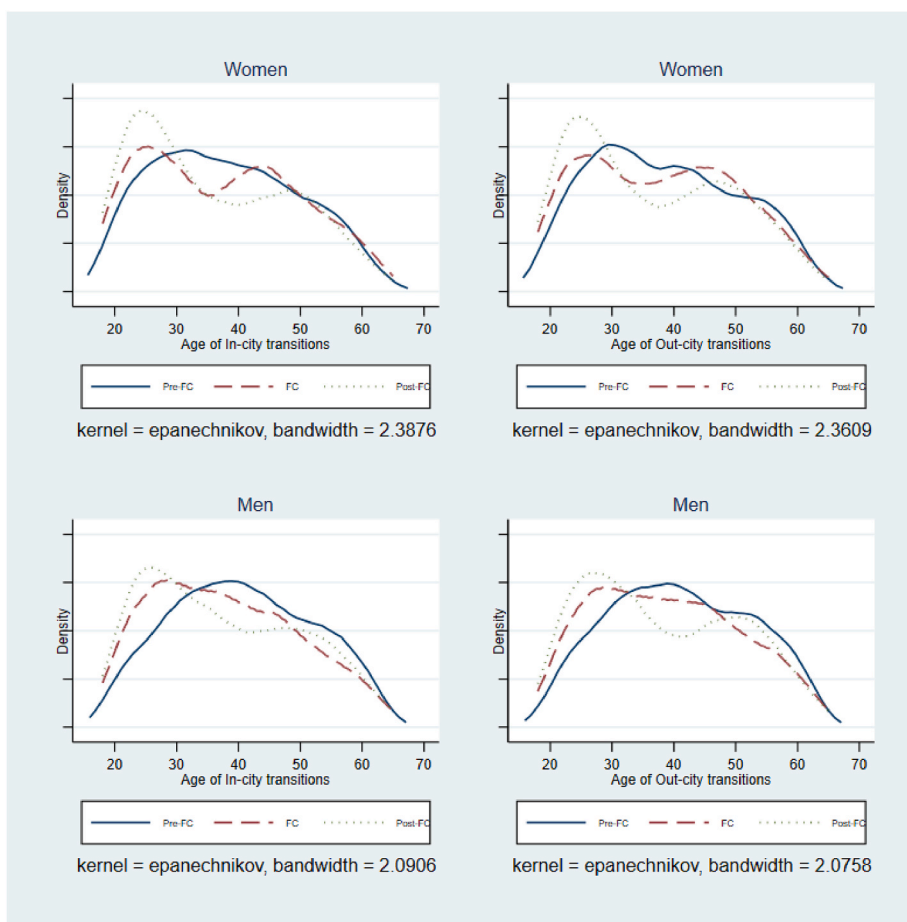 Women
Density
20 30 40 50 60 70
Age of In-city transitions
Pre-FC FC Post-FC
kernel = epanechnikov, bandwidth = 2.3876
Women
Density
20 30 40 50 60 70
Age of Out-city transitions
Pre-FC FC Post-FC
kernel = epanechnikov, bandwidth = 2.3609
Men
Density
20 30 40 50 60 70
Age of In-city transitions
Pre-FC FC Post-FC
kernel = epanechnikov, bandwidth = 2.0906
Men
Density
20 30 40 50 60 70
Age of Out-city transitions
Pre-FC FC Post-FC
kernel = epanechnikov, bandwidth = 2.0758